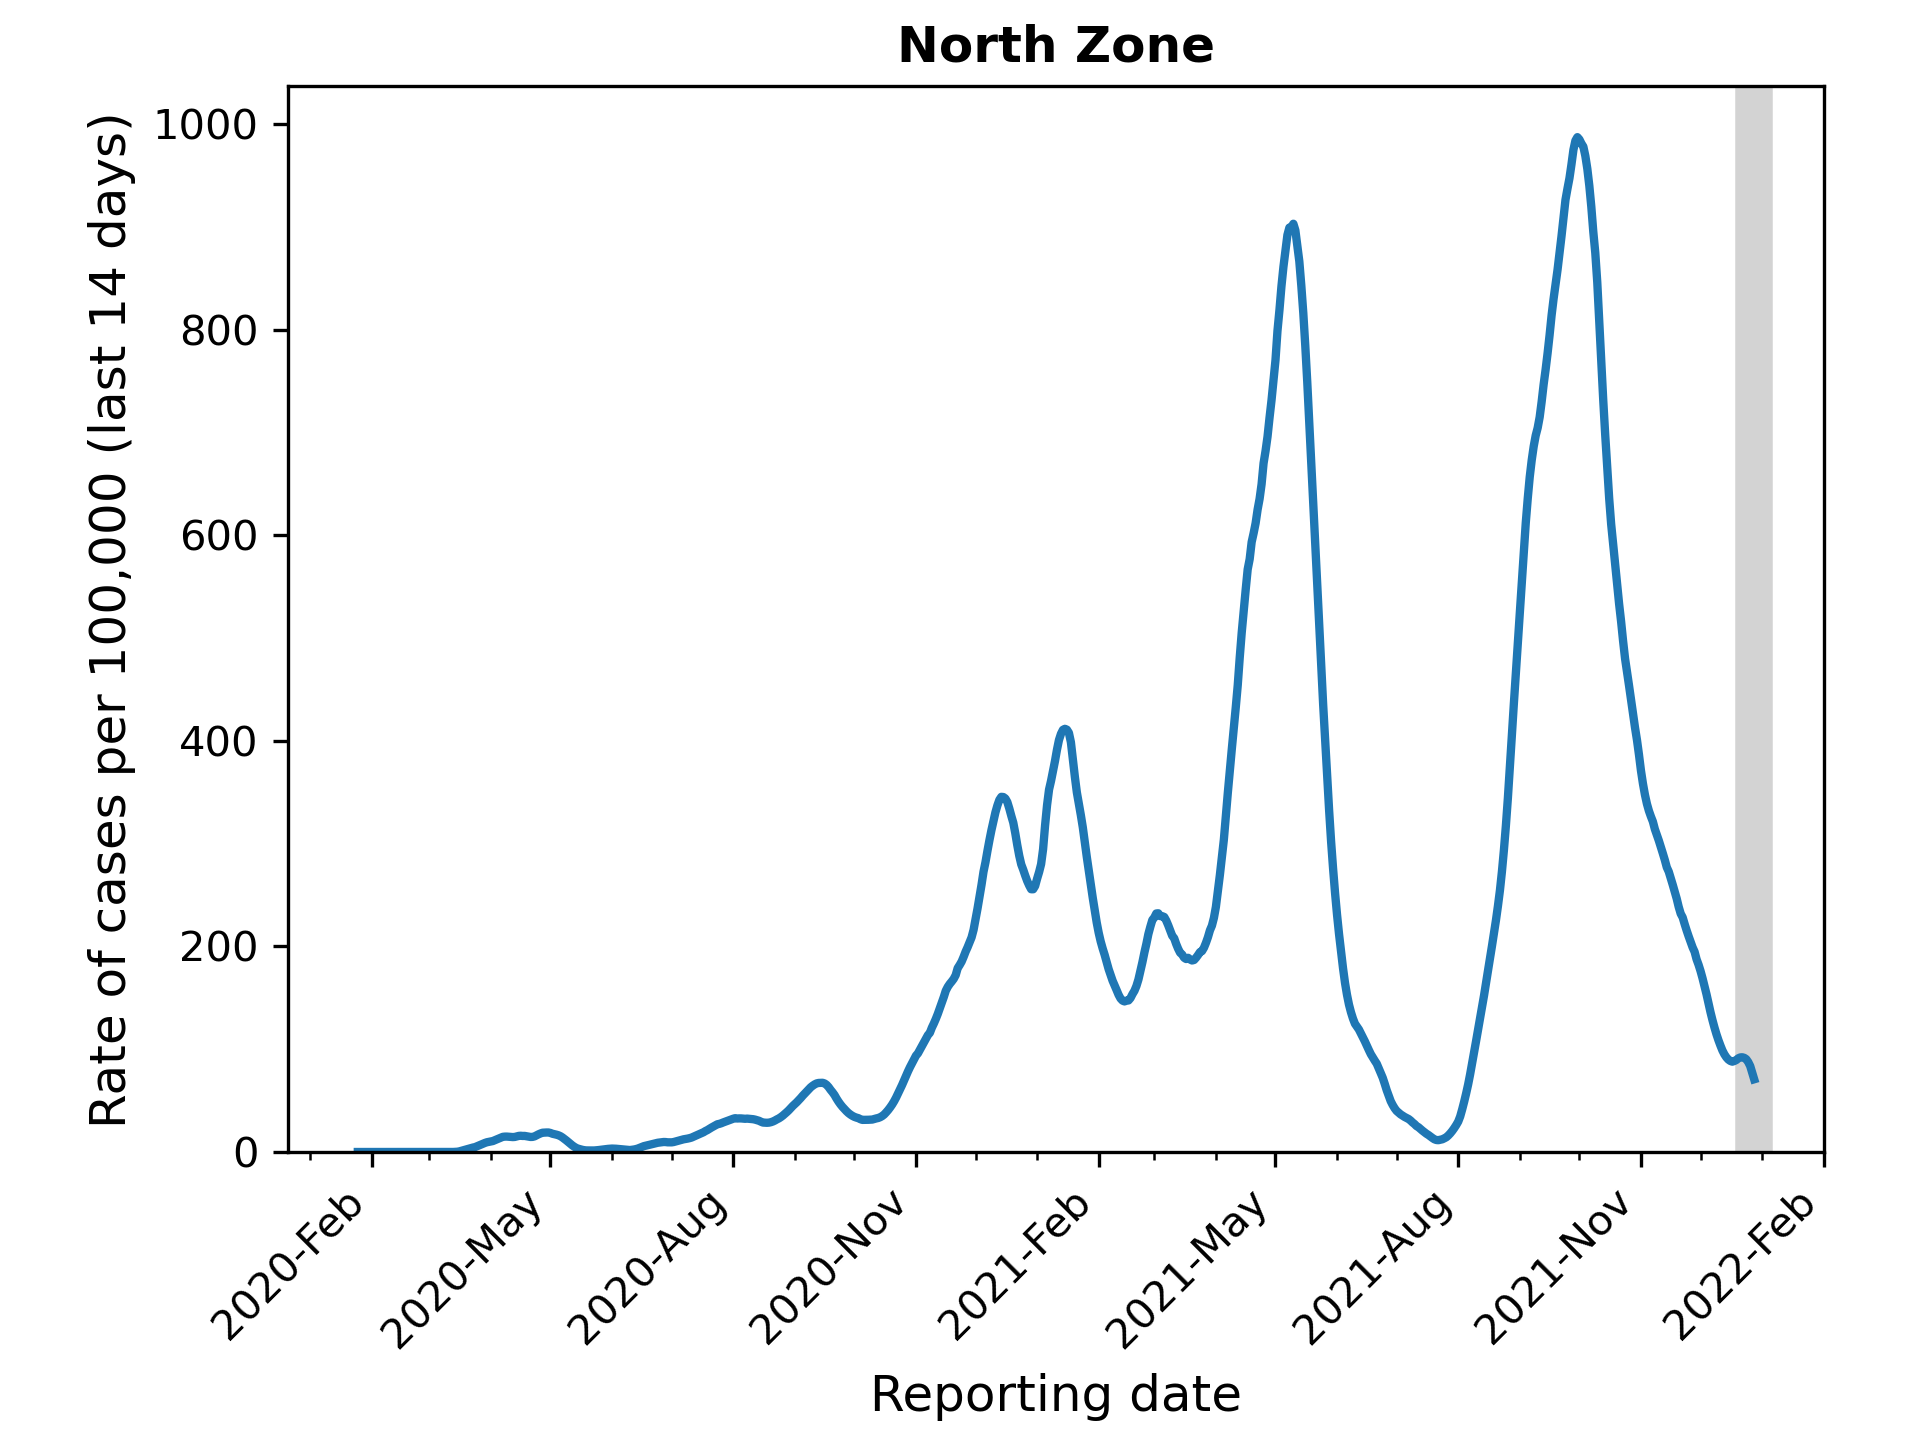 North Zone
Rate of cases per 100,000 (last 14 days)
1000
800
600
400
200
0
2020-Feb
2020-May
2020-Aug
2020-Nov
2021-Feb
2021-May
2021-Aug
2021-Nov
2022-Feb
Reporting date